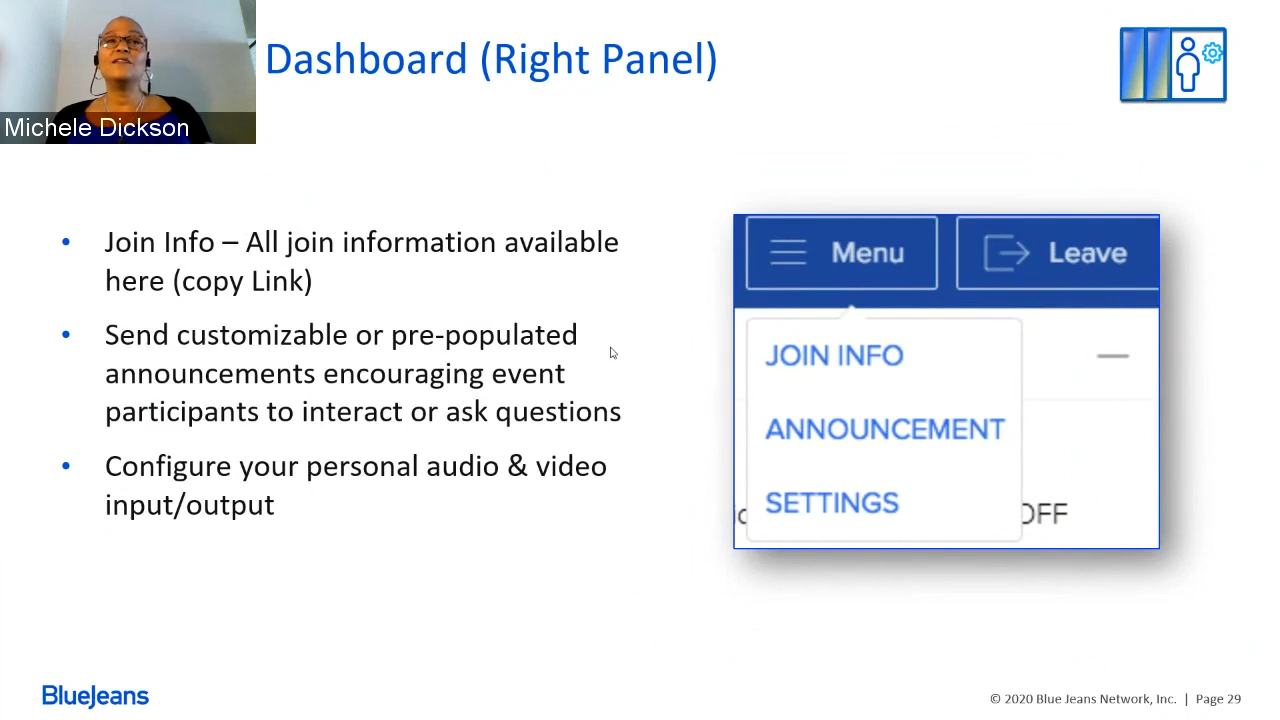 Dashboard (Right Panel)
Michele Dickson
• Join Info – All join information available
here (copy Link)
• Send customizable or pre-populated
announcements encouraging event
participants to interact or ask questions
• Configure your personal audio & video
input/output
Menu
Leave
JOIN INFO
ANNOUNCEMENT
SETTINGS
OFF
BlueJeans
© 2020 Blue Jeans Network, Inc. | Page 29